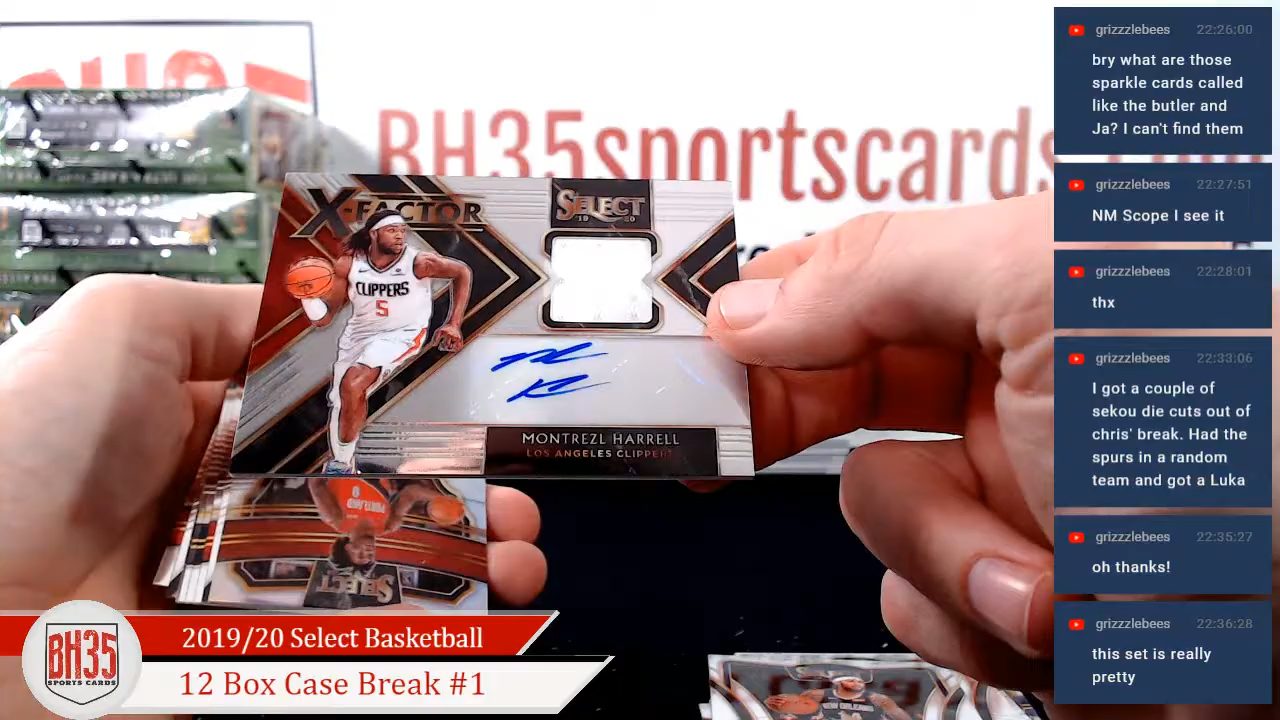 BH35sportscards
X-FACTOR
SELECT
CLIPPERS
5
MONTREZL HARRELL
LOS ANGELES CLIPPERS
SELECT
BH35
SPORTS CARDS
2019/20 Select Basketball
12 Box Case Break #1
grizzzlebees 22:26:00
bry what are those
sparkle cards called
like the butler and
Ja? I can't find them
grizzzlebees 22:27:51
NM Scope I see it
grizzzlebees 22:28:01
thx
grizzzlebees 22:33:06
I got a couple of
sekou die cuts out of
chris' break. Had the
spurs in a random
team and got a Luka
grizzzlebees 22:35:27
oh thanks!
grizzzlebees 22:36:28
this set is really
pretty